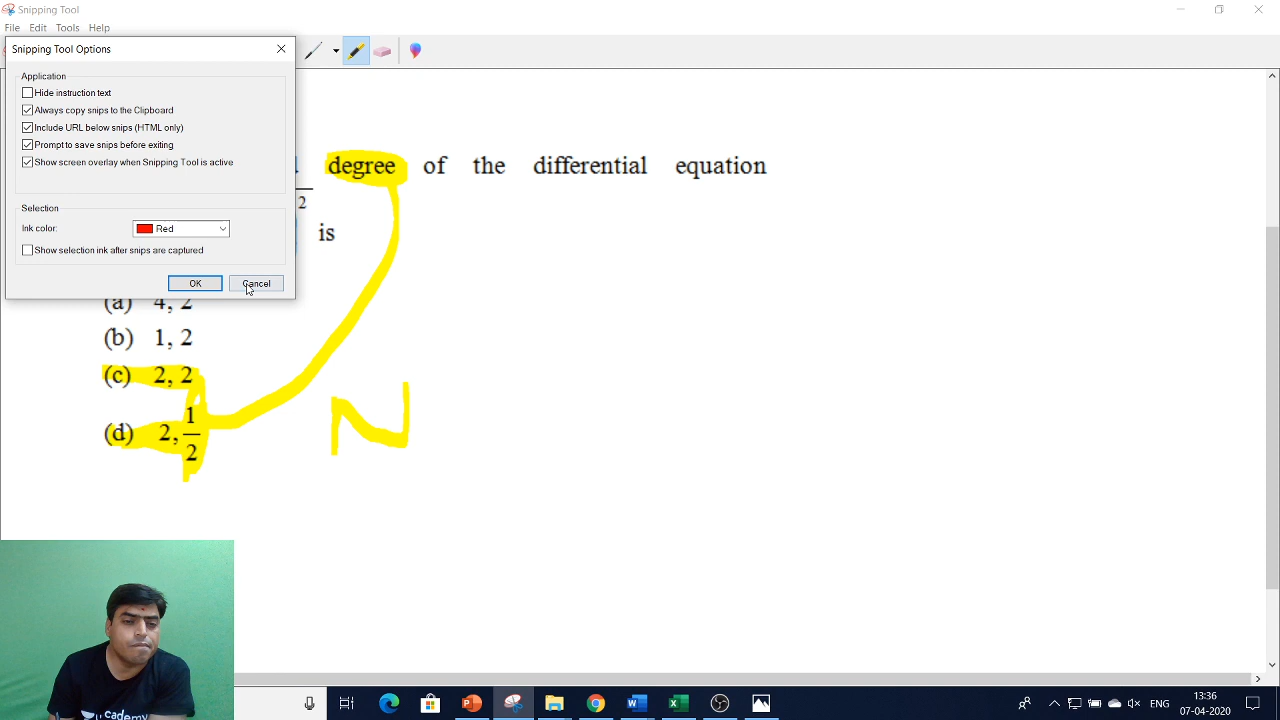 Snipping Tool
File Edit Tools Help
Snipping Tool Options
Application
Hide instruction text
Always copy snips to the Clipboard
Include URL below snips (HTML only)
Prompt to save snips before exiting
Show screen overlay when Snipping Tool is active
Selection
Ink color: Red
Show selection ink after snips are captured
OK Cancel
degree of the differential equation
2
is
(a) 4, 2
(b) 1, 2
(c) 2, 2
(d) 2, 1/2
N
ENG
13:36
07-04-2020